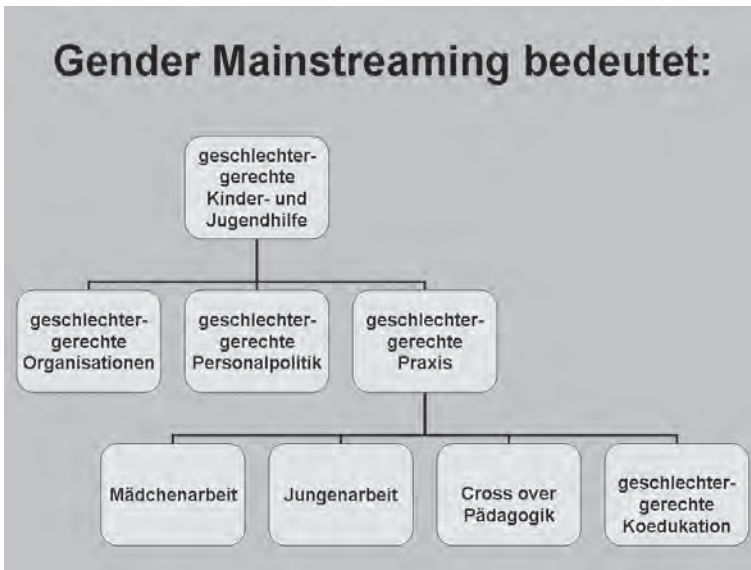 Gender Mainstreaming bedeutet:
geschlechter-
gerechte
Kinder- und
Jugendhilfe
geschlechter-
gerechte
Organisationen
geschlechter-
gerechte
Personalpolitik
geschlechter-
gerechte
Praxis
Mädchenarbeit
Jungenarbeit
Cross over
Pädagogik
geschlechter-
gerechte
Koedukation